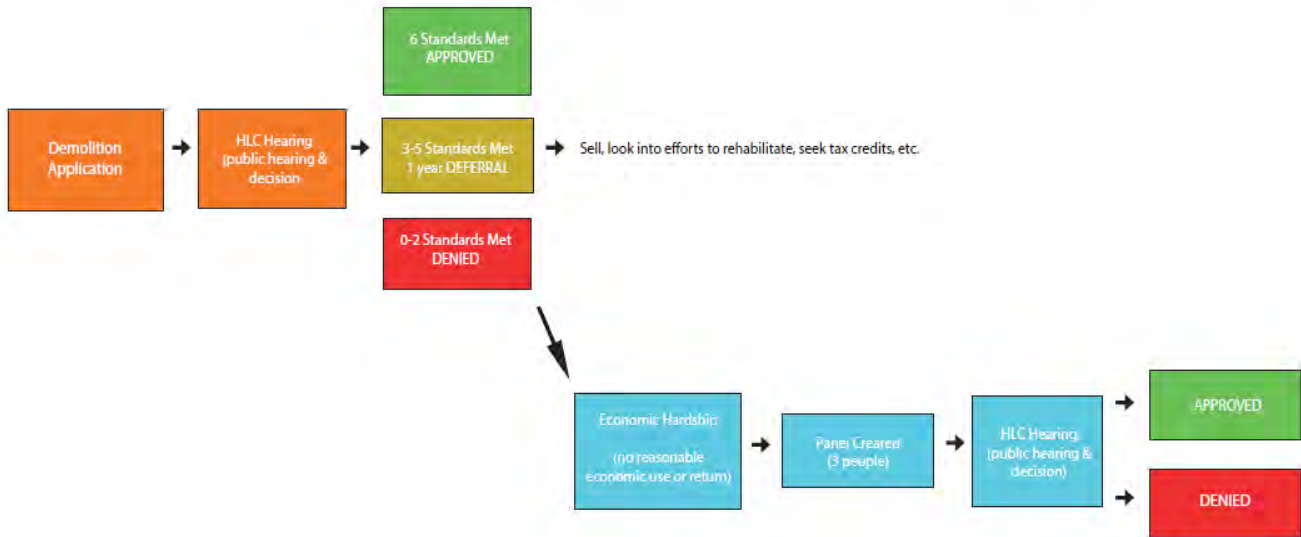 6 Standards Met
APPROVED
Demolition
Application
HLC Hearing
(public hearing &
decision
3-5 Standards Met
1 year DEFERRAL
Sell, look into efforts to rehabilitate, seek tax credits, etc.
0-2 Standards Met
DENIED
Economic Hardship
(no reasonable
economic use or return)
Panel Created
(3 people)
HLC Hearing
(public hearing &
decision)
APPROVED
DENIED